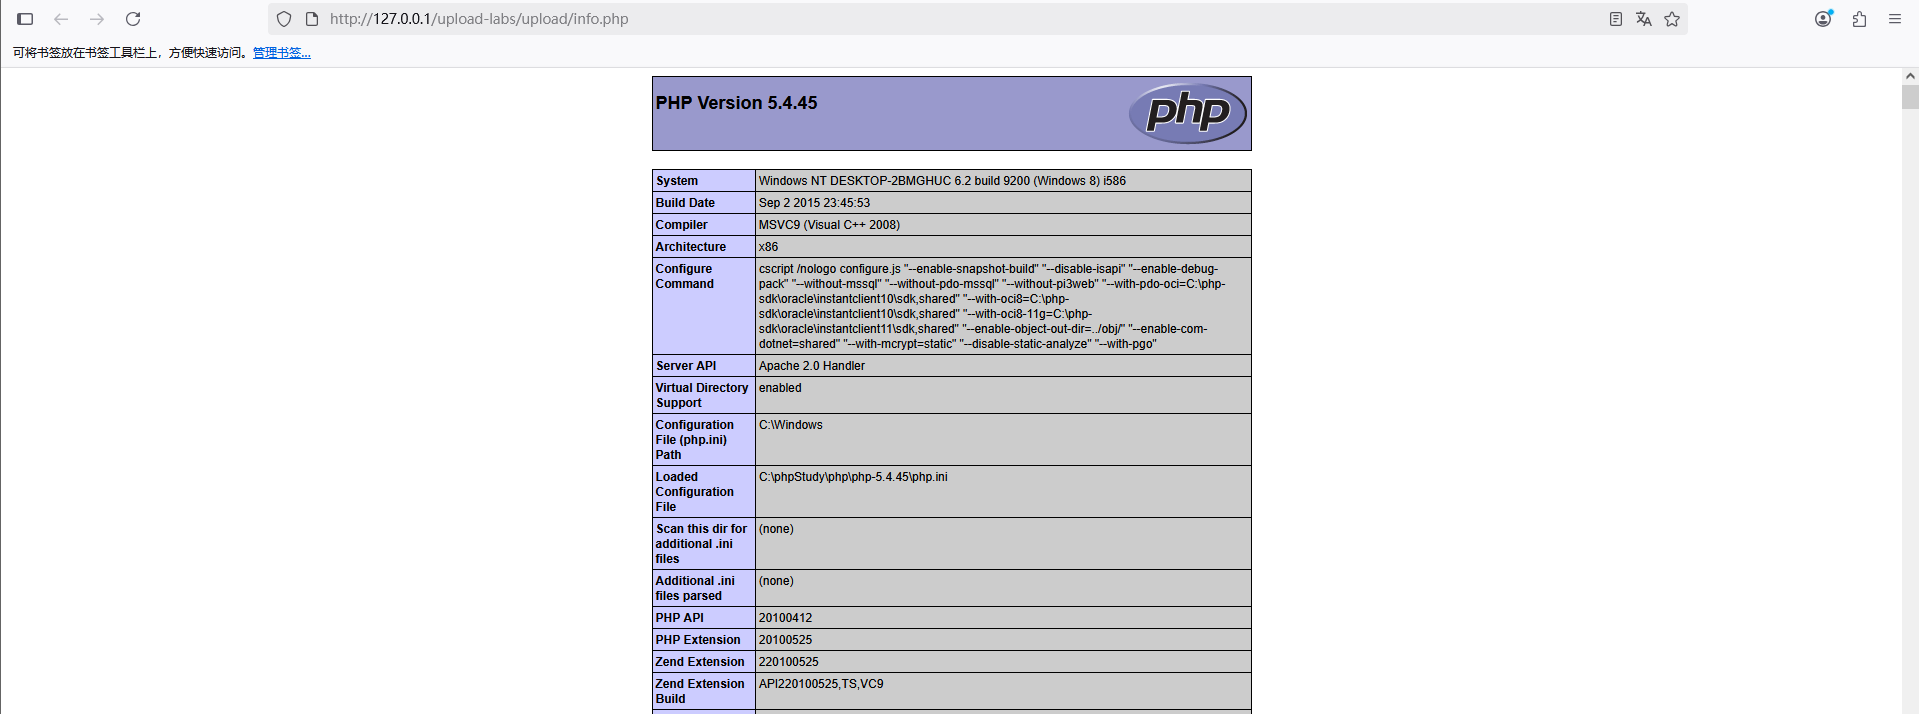 http://127.0.0.1/upload-labs/upload/info.php
可将书签放在书签工具栏上，方便快速访问。管理书签...
PHP Version 5.4.45
php
System Windows NT DESKTOP-2BMGHUC 6.2 build 9200 (Windows 8) i586
Build Date Sep 2 2015 23:45:53
Compiler MSVC9 (Visual C++ 2008)
Architecture x86
Configure Command
cscript /nologo configure.js "--enable-snapshot-build" "--disable-isapi" "--enable-debug-
pack" "--without-mssql" "--without-pdo-mssql" "--without-pi3web" "--with-pdo-oci=C:\php-
sdk\oracle\instantclient10\sdk,shared" "--with-oci8=C:\php-
sdk\oracle\instantclient10\sdk,shared" "--with-oci8-11g=C:\php-
sdk\oracle\instantclient11\sdk,shared" "--enable-object-out-dir=../obj/" "--enable-com-
dotnet=shared" "--with-mcrypt=static" "--disable-static-analyze" "--with-pgo"
Server API Apache 2.0 Handler
Virtual Directory
Support
enabled
Configuration
File (php.ini)
Path
C:\Windows
Loaded
Configuration
File
C:\phpStudy\php\php-5.4.45\php.ini
Scan this dir for
additional .ini
files
(none)
Additional .ini
files parsed
(none)
PHP API 20100412
PHP Extension 20100525
Zend Extension 220100525
Zend Extension
Build
API220100525,TS,VC9